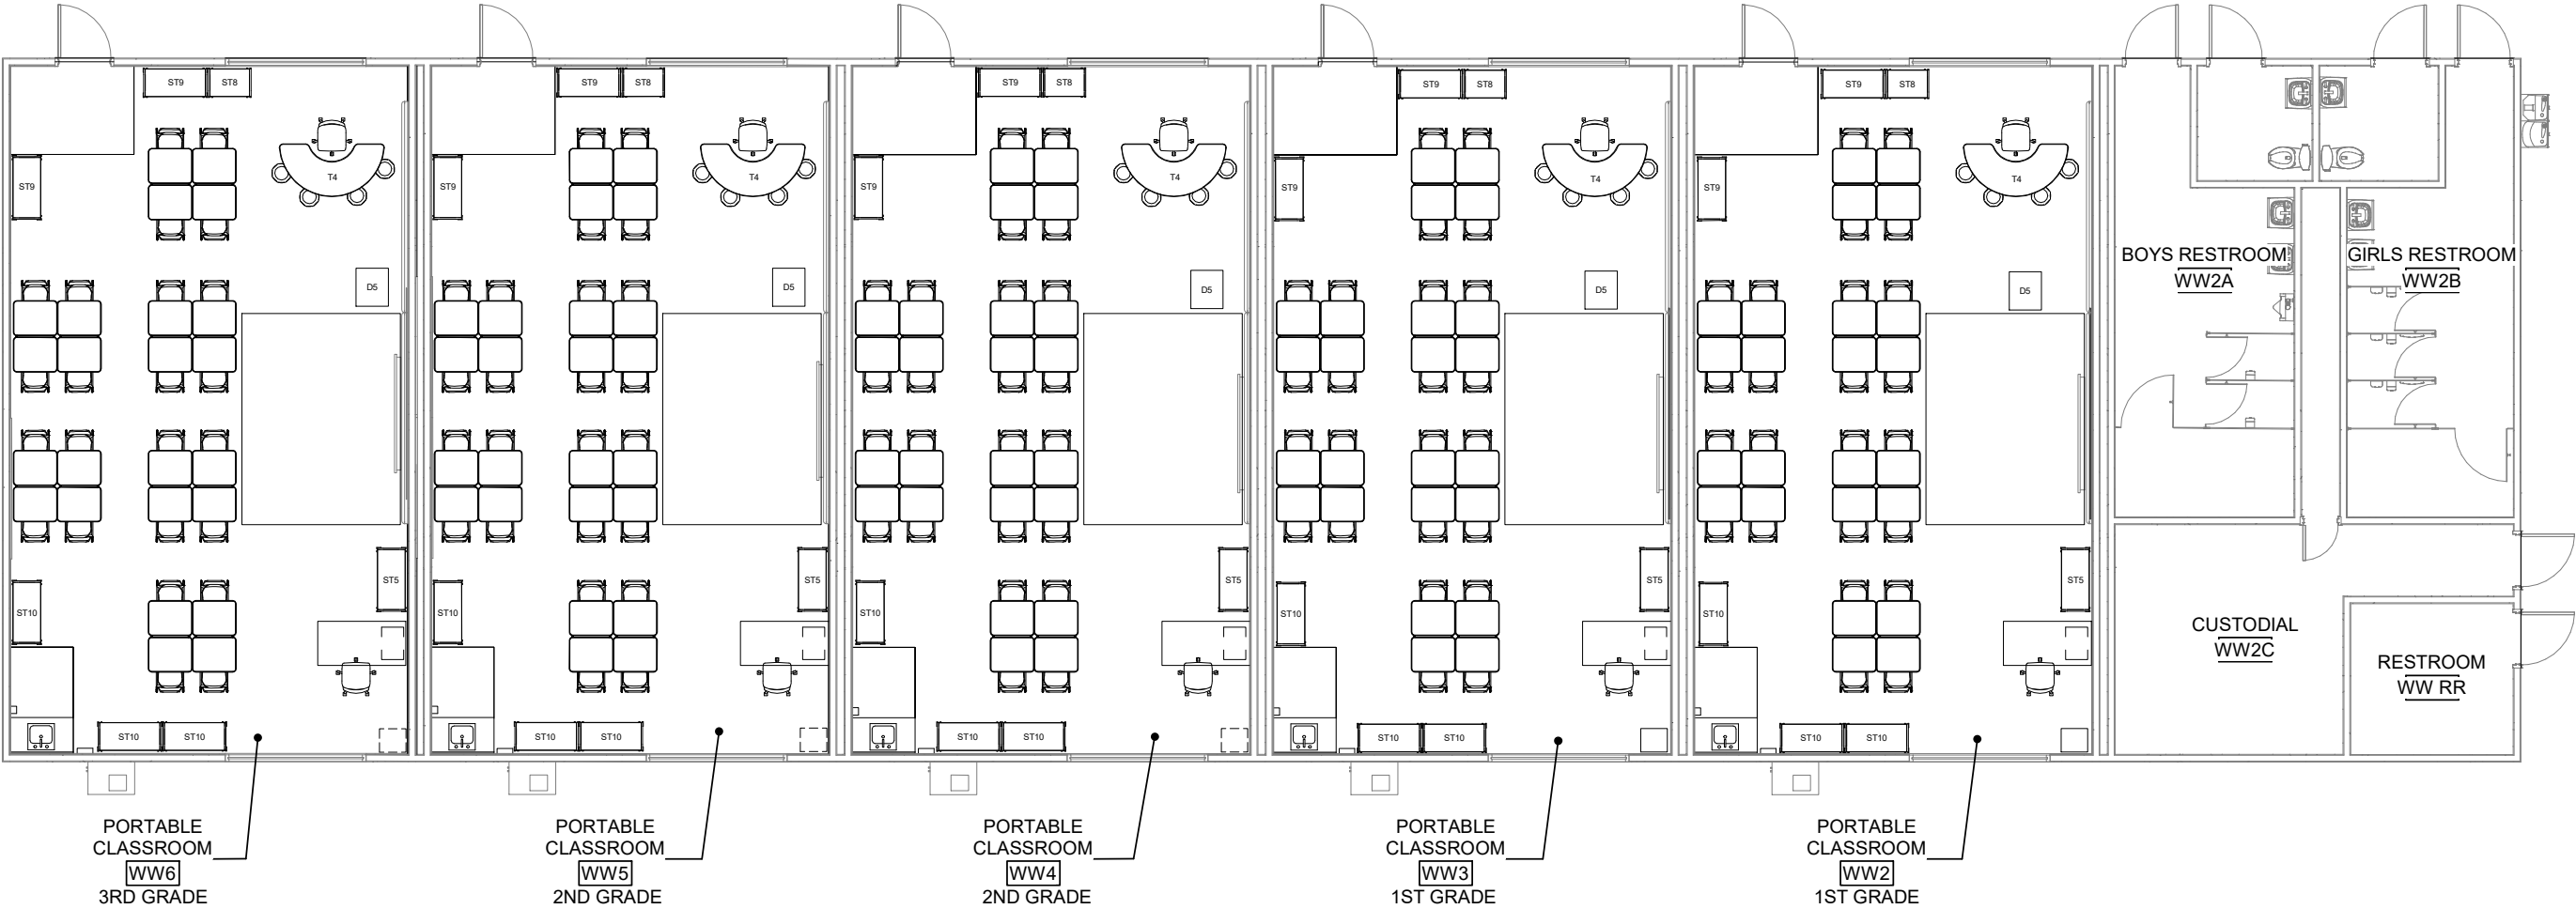 ST9 ST8 ST9 ST8 ST9 ST8 ST9 ST8 ST9 ST8
T4 T4 T4 T4 T4
ST9 ST9 ST9 ST9 ST9
BOYS RESTROOM
WW2A
GIRLS RESTROOM
WW2B
D5 D5 D5 D5 D5
ST5 ST5 ST5 ST5 ST5
ST10 ST10 ST10 ST10 ST10
CUSTODIAL
WW2C
RESTROOM
WW RR
ST10 ST10 ST10 ST10 ST10 ST10 ST10 ST10 ST10 ST10
PORTABLE
CLASSROOM
WW6
3RD GRADE
PORTABLE
CLASSROOM
WW5
2ND GRADE
PORTABLE
CLASSROOM
WW4
2ND GRADE
PORTABLE
CLASSROOM
WW3
1ST GRADE
PORTABLE
CLASSROOM
WW2
1ST GRADE